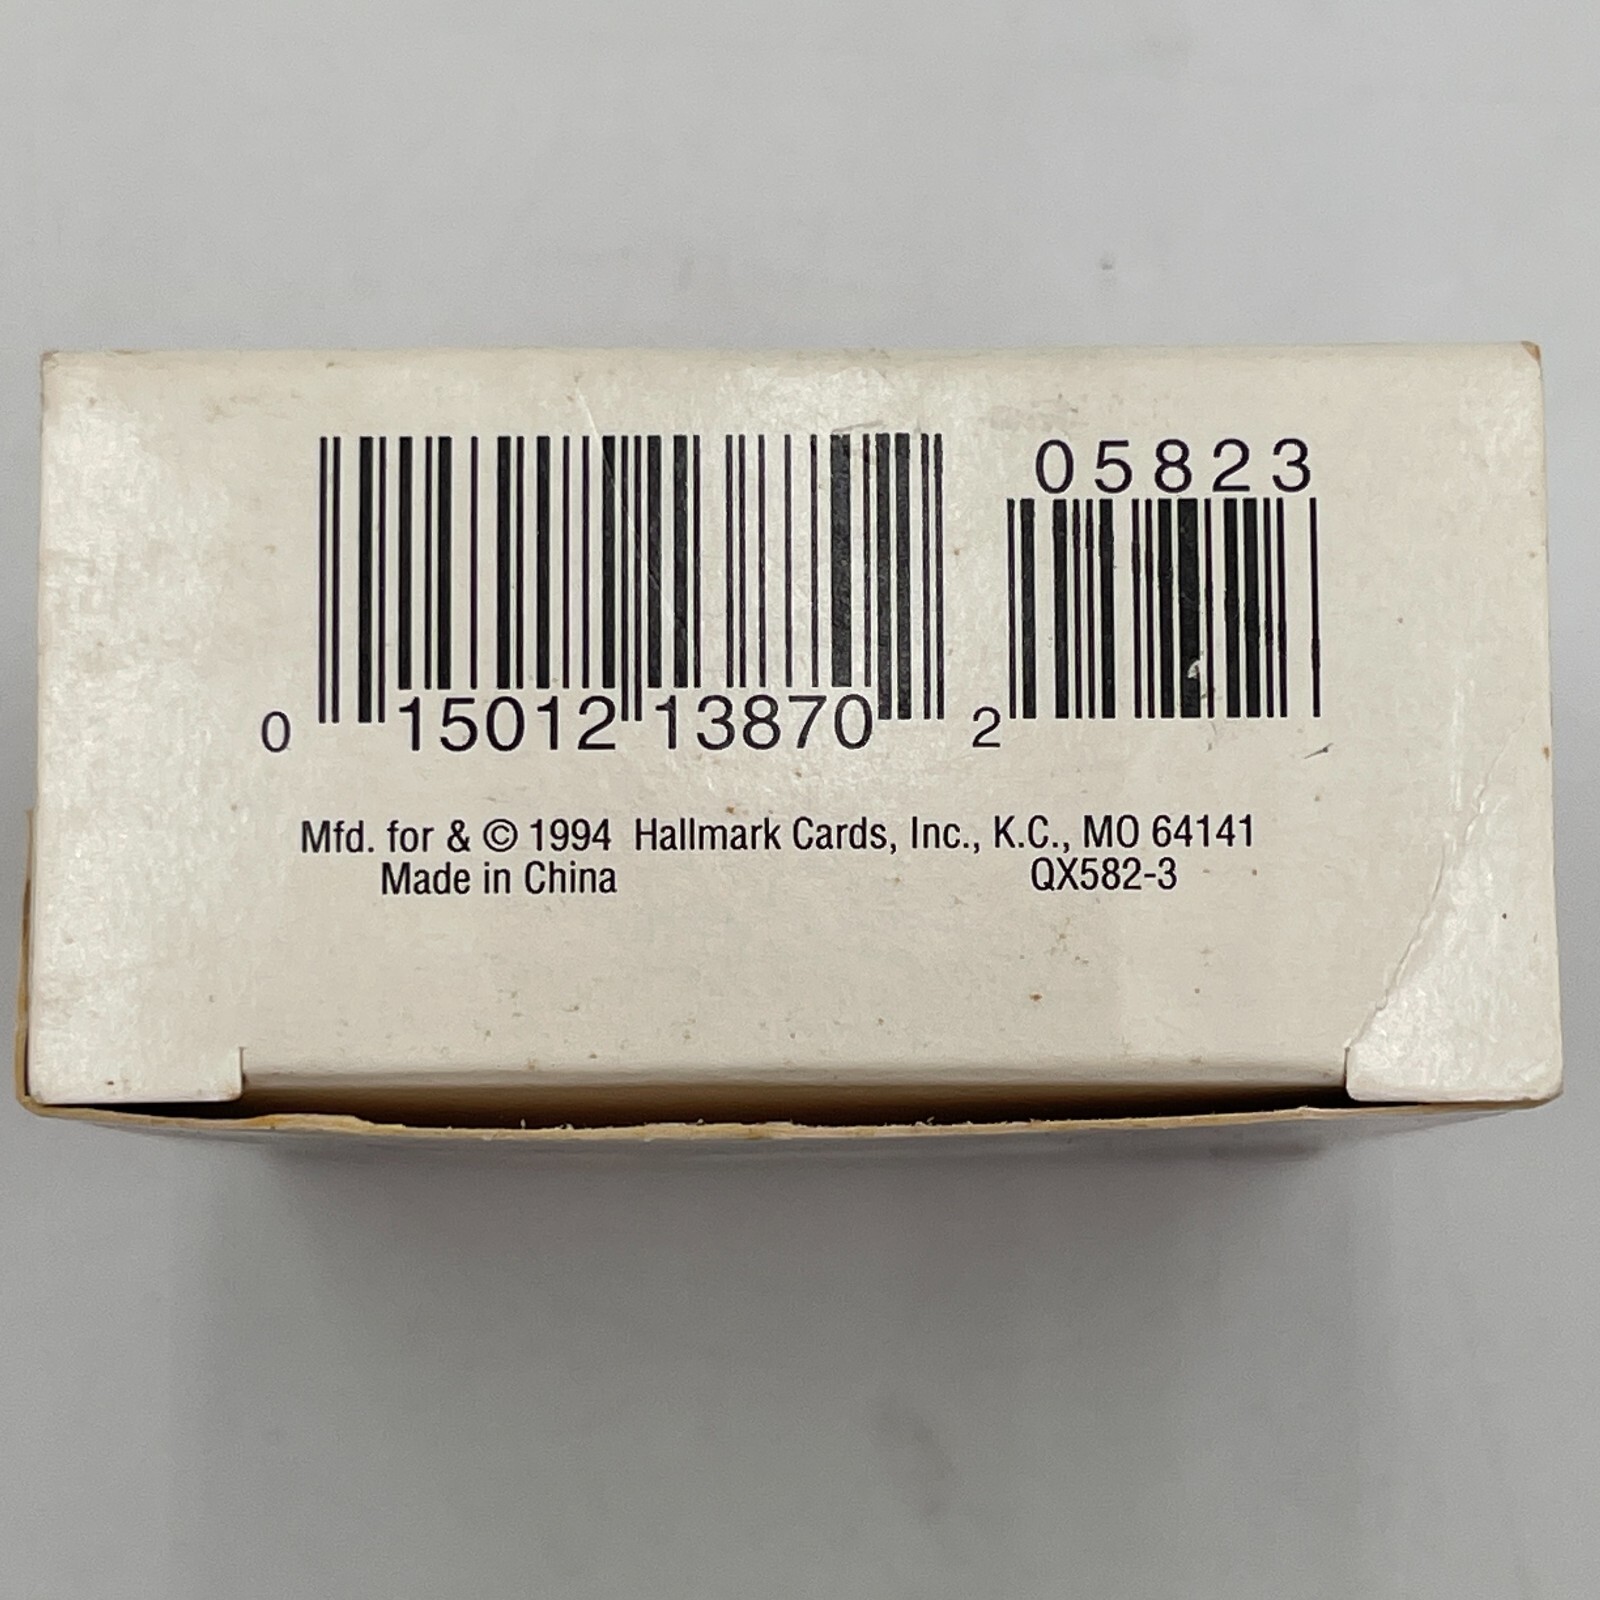 05823
0 15012 13870 2
Mfd. for & © 1994 Hallmark Cards, Inc., K.C., MO 64141
Made in China QX582-3